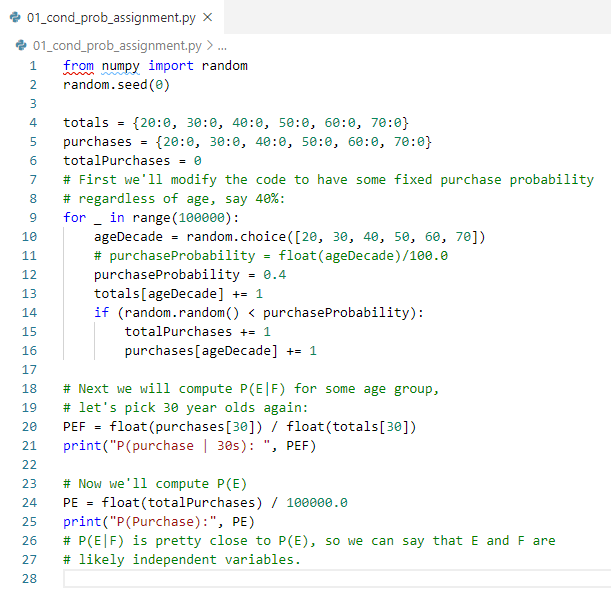 01_cond_prob_assignment.py ×
01_cond_prob_assignment.py > ...
1 from numpy import random
2 random.seed(0)
3
4 totals = {20:0, 30:0, 40:0, 50:0, 60:0, 70:0}
5 purchases = {20:0, 30:0, 40:0, 50:0, 60:0, 70:0}
6 totalPurchases = 0
7 # First we'll modify the code to have some fixed purchase probability
8 # regardless of age, say 40%:
9 for _ in range(100000):
10     ageDecade = random.choice([20, 30, 40, 50, 60, 70])
11     # purchaseProbability = float(ageDecade)/100.0
12     purchaseProbability = 0.4
13     totals[ageDecade] += 1
14     if (random.random() < purchaseProbability):
15         totalPurchases += 1
16         purchases[ageDecade] += 1
17
18 # Next we will compute P(E|F) for some age group,
19 # let's pick 30 year olds again:
20 PEF = float(purchases[30]) / float(totals[30])
21 print("P(purchase | 30s): ", PEF)
22
23 # Now we'll compute P(E)
24 PE = float(totalPurchases) / 100000.0
25 print("P(Purchase):", PE)
26 # P(E|F) is pretty close to P(E), so we can say that E and F are
27 # likely independent variables.
28